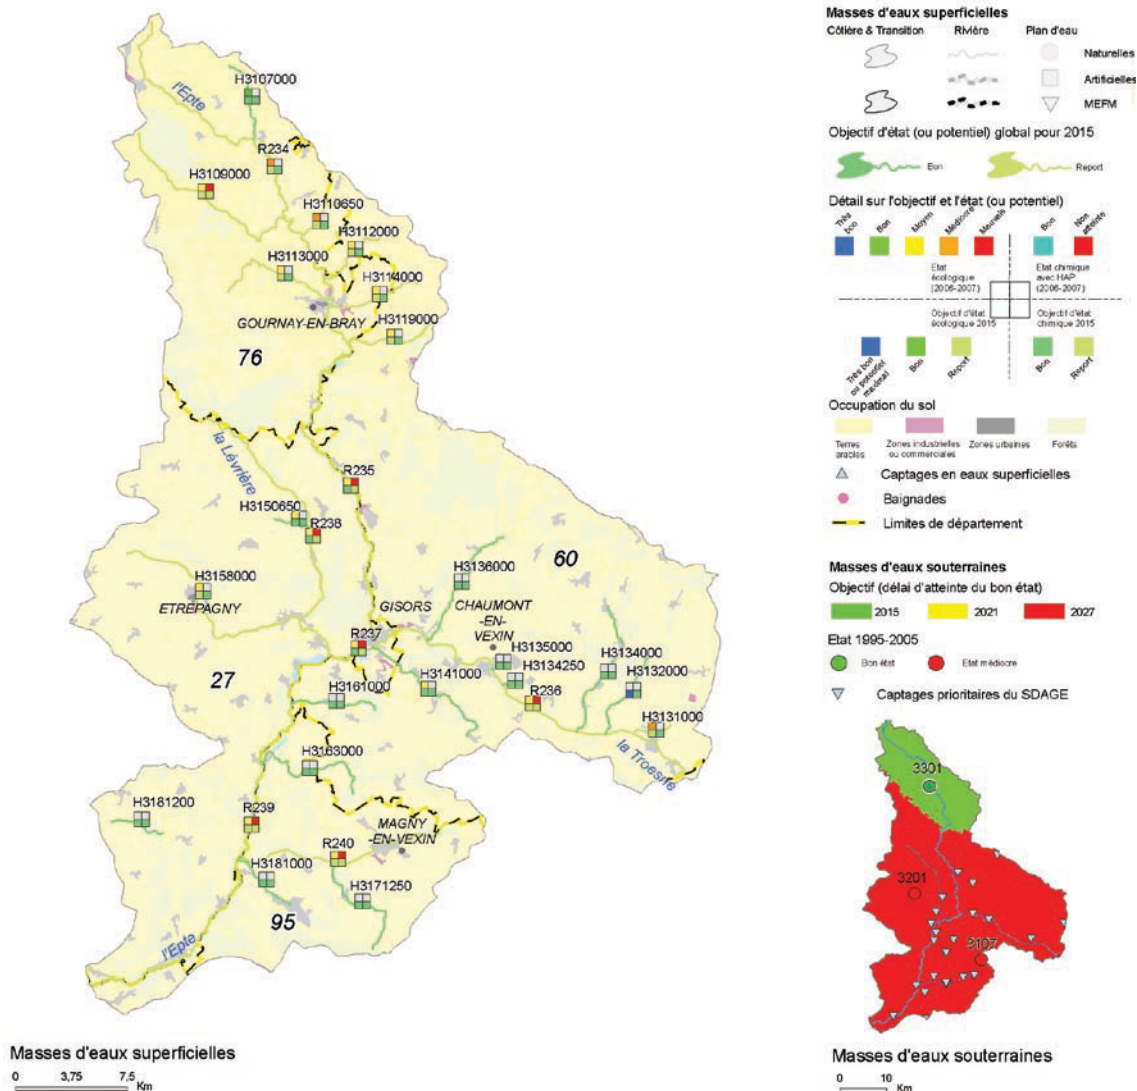 l'Epte
H3107000
R234
H3109000
H3110650
H3112000
H3113000
H3114000
GOURNAY-EN-BRAY
H3119000
76
la Lévrière
R235
H3150650
R238
60
H3136000
H3158000
ETREPAGNY
GISORS
CHAUMONT
-EN-
VEXIN
R237
H3135000
H3134250
H3134000
H3132000
27
H3161000
H3141000
R236
H3131000
la Troesne
H3163000
H3181200
R239
MAGNY
-EN-VEXIN
R240
H3181000
H3171250
95
l'Epte
Masses d'eaux superficielles
0 3,75 7,5
Km
Masses d'eaux superficielles
Côtière & Transition Rivière Plan d'eau
Naturelles
Artificielles
MEFM
Objectif d'état (ou potentiel) global pour 2015
Bon Report
Détail sur l'objectif et l'état (ou potentiel)
Très bon
Bon
Moyen
Médiocre
Mauvais
Bon
Non atteinte
Etat
écologique
(2006-2007)
Etat chimique
avec HAP
(2006-2007)
Objectif d'état
écologique 2015
Objectif d'état
chimique 2015
Très bon
ou potentiel
maximal
Bon
Report
Bon
Report
Occupation du sol
Terres
arables
Zones industrielles
ou commerciales
Zones urbaines
Forêts
Captages en eaux superficielles
Baignades
Limites de département
Masses d'eaux souterraines
Objectif (délai d'atteinte du bon état)
2015 2021 2027
Etat 1995-2005
Bon état Etat médiocre
Captages prioritaires du SDAGE
3301
3201
3107
Masses d'eaux souterraines
0 10
Km